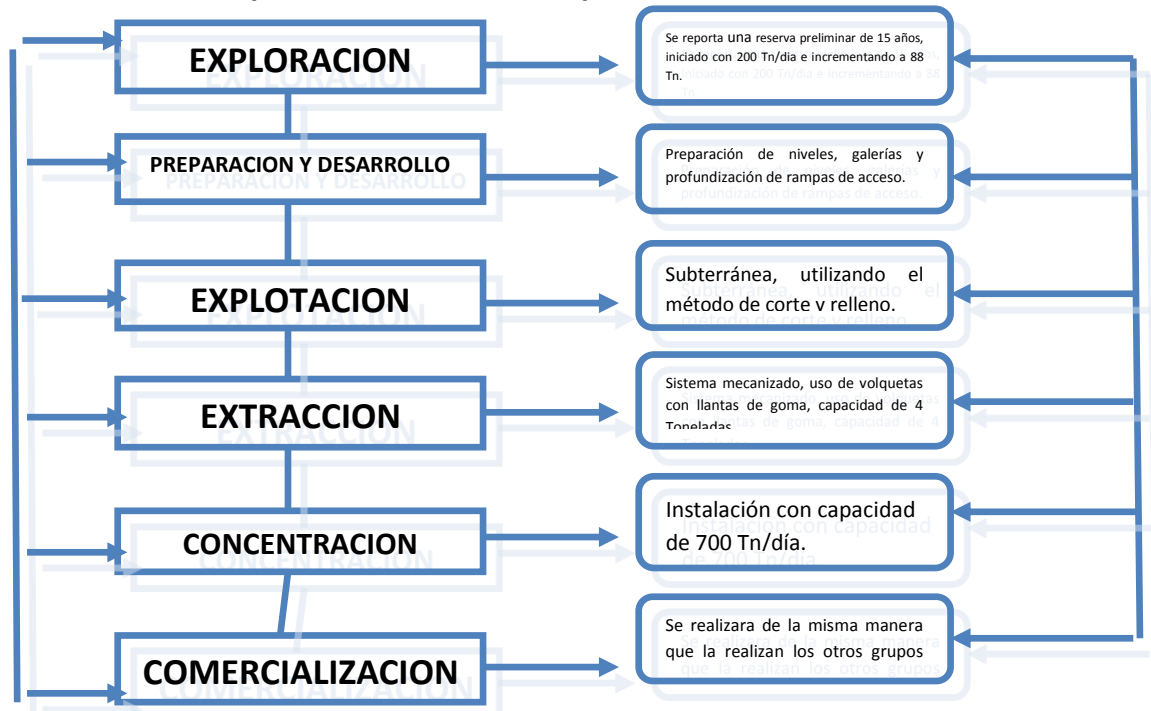 EXPLORACION
Se reporta una reserva preliminar de 15 años,
iniciado con 200 Tn/dia e incrementando a 88
Tn.
PREPARACION Y DESARROLLO
Preparación de niveles, galerías y
profundización de rampas de acceso.
EXPLOTACION
Subterránea, utilizando el
método de corte y relleno.
EXTRACCION
Sistema mecanizado, uso de volquetas
con llantas de goma, capacidad de 4
Toneladas
CONCENTRACION
Instalación con capacidad
de 700 Tn/día.
COMERCIALIZACION
Se realizara de la misma manera
que la realizan los otros grupos